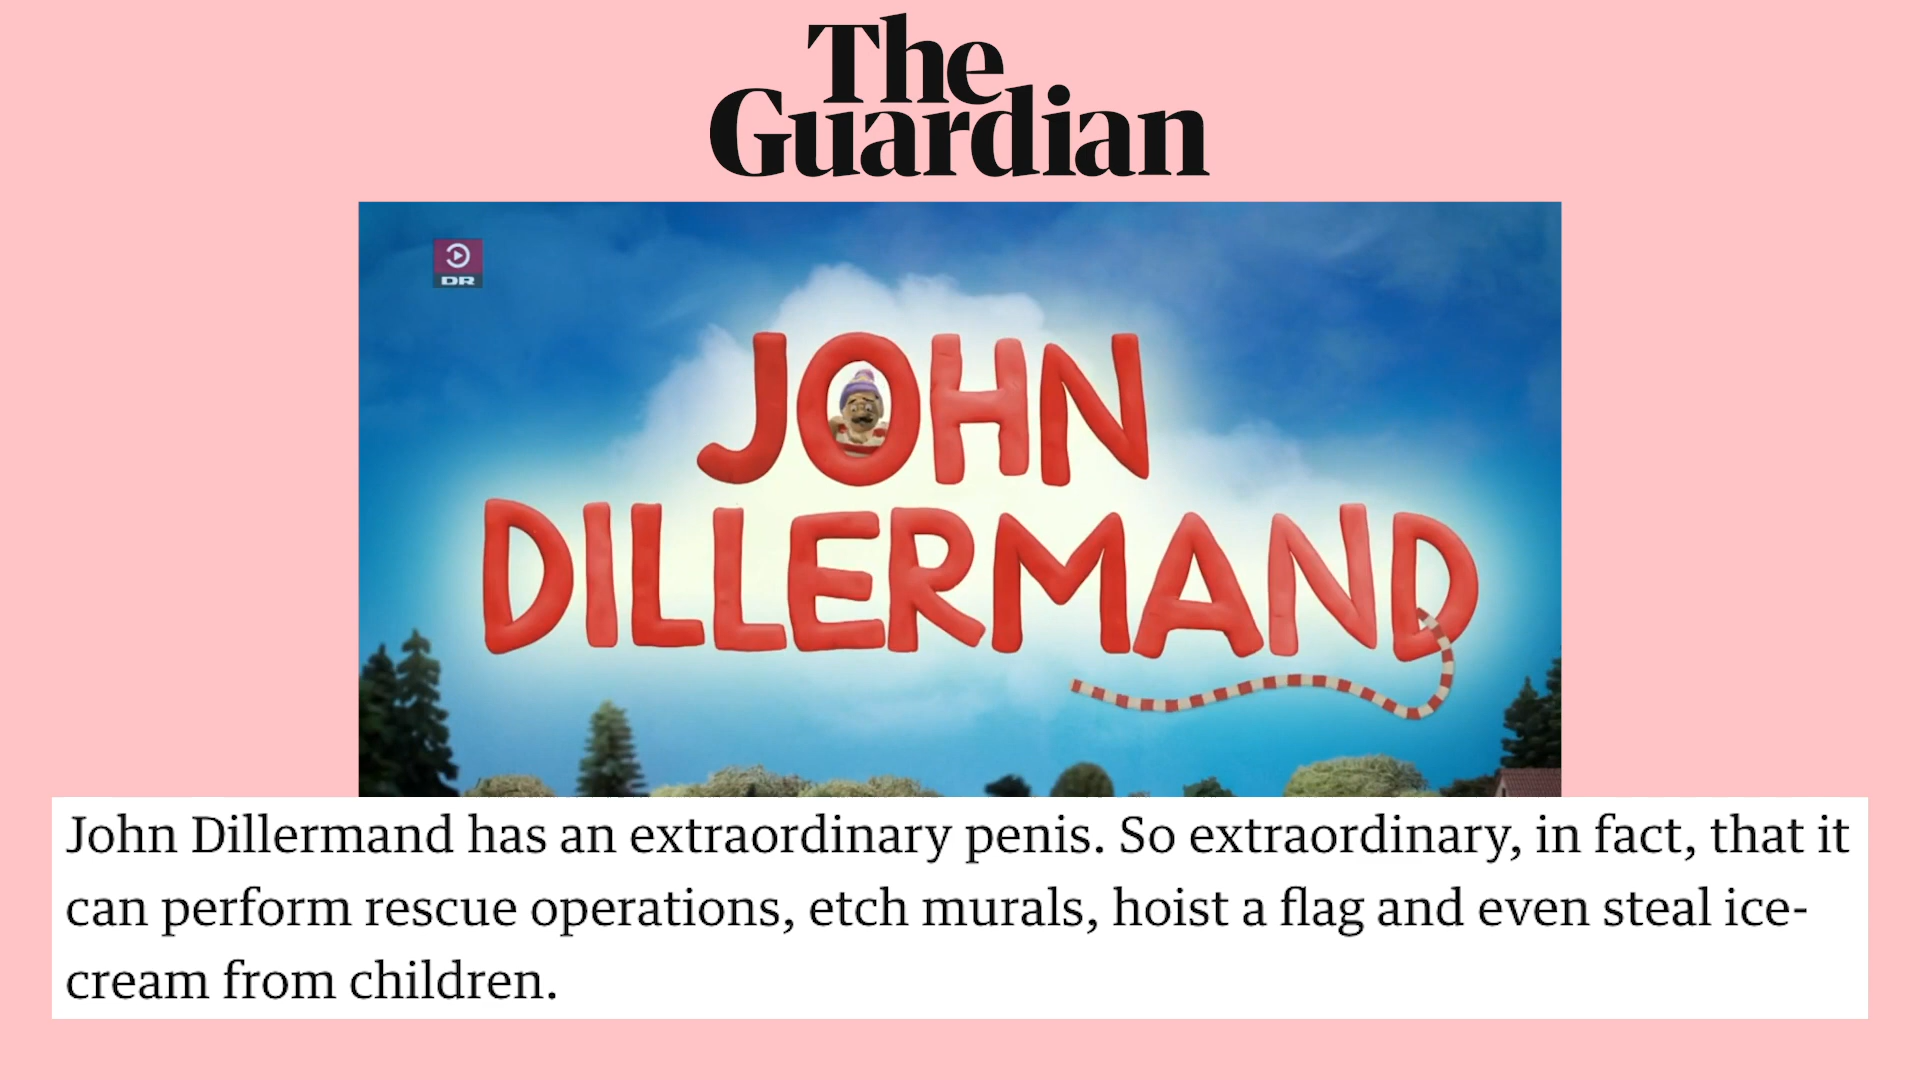 The
Guardian
DR
JOHN
DILLERMAND
John Dillermand has an extraordinary penis. So extraordinary, in fact, that it
can perform rescue operations, etch murals, hoist a flag and even steal ice-
cream from children.